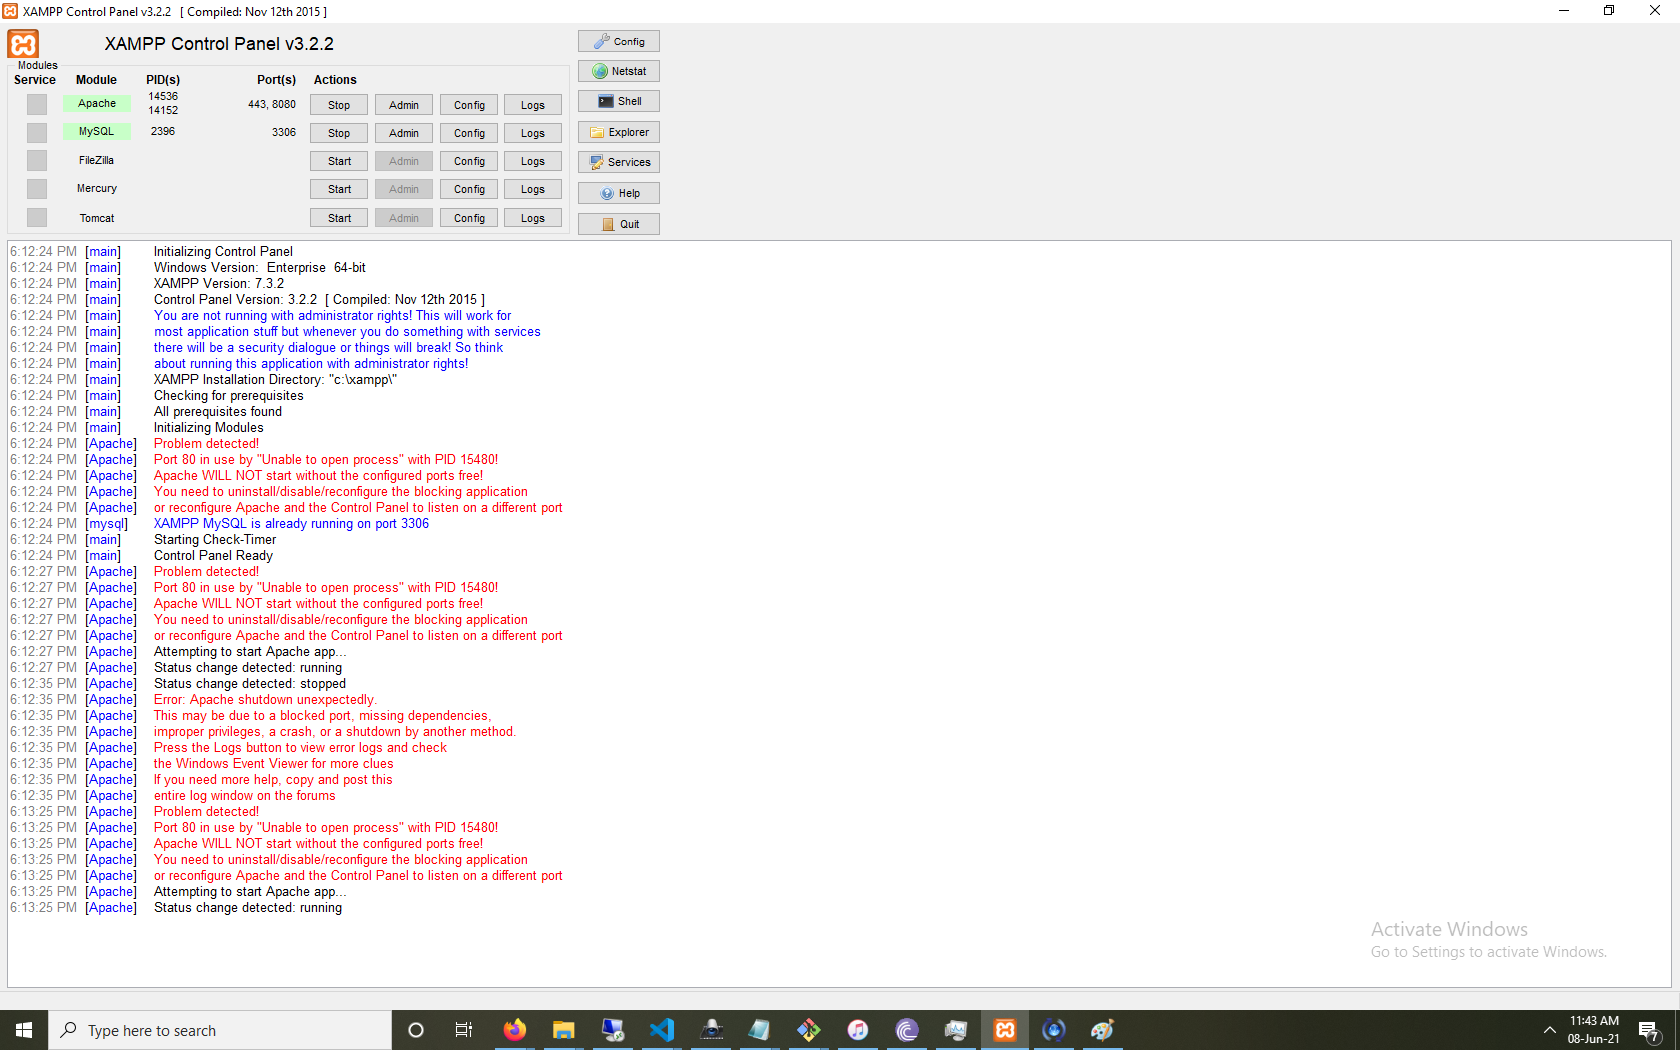 XAMPP Control Panel v3.2.2 [ Compiled: Nov 12th 2015 ]
XAMPP Control Panel v3.2.2
Modules
Service Module PID(s) Port(s) Actions
Apache 14536 14152 443, 8080 Stop Admin Config Logs
MySQL 2396 3306 Stop Admin Config Logs
FileZilla Start Admin Config Logs
Mercury Start Admin Config Logs
Tomcat Start Admin Config Logs
Config
Netstat
Shell
Explorer
Services
Help
Quit
6:12:24 PM [main] Initializing Control Panel
6:12:24 PM [main] Windows Version: Enterprise 64-bit
6:12:24 PM [main] XAMPP Version: 7.3.2
6:12:24 PM [main] Control Panel Version: 3.2.2 [ Compiled: Nov 12th 2015 ]
6:12:24 PM [main] You are not running with administrator rights! This will work for
6:12:24 PM [main] most application stuff but whenever you do something with services
6:12:24 PM [main] there will be a security dialogue or things will break! So think
6:12:24 PM [main] about running this application with administrator rights!
6:12:24 PM [main] XAMPP Installation Directory: "c:\xampp\"
6:12:24 PM [main] Checking for prerequisites
6:12:24 PM [main] All prerequisites found
6:12:24 PM [main] Initializing Modules
6:12:24 PM [Apache] Problem detected!
6:12:24 PM [Apache] Port 80 in use by "Unable to open process" with PID 15480!
6:12:24 PM [Apache] Apache WILL NOT start without the configured ports free!
6:12:24 PM [Apache] You need to uninstall/disable/reconfigure the blocking application
6:12:24 PM [Apache] or reconfigure Apache and the Control Panel to listen on a different port
6:12:24 PM [mysql] XAMPP MySQL is already running on port 3306
6:12:24 PM [main] Starting Check-Timer
6:12:24 PM [main] Control Panel Ready
6:12:27 PM [Apache] Problem detected!
6:12:27 PM [Apache] Port 80 in use by "Unable to open process" with PID 15480!
6:12:27 PM [Apache] Apache WILL NOT start without the configured ports free!
6:12:27 PM [Apache] You need to uninstall/disable/reconfigure the blocking application
6:12:27 PM [Apache] or reconfigure Apache and the Control Panel to listen on a different port
6:12:27 PM [Apache] Attempting to start Apache app...
6:12:27 PM [Apache] Status change detected: running
6:12:35 PM [Apache] Status change detected: stopped
6:12:35 PM [Apache] Error: Apache shutdown unexpectedly.
6:12:35 PM [Apache] This may be due to a blocked port, missing dependencies,
6:12:35 PM [Apache] improper privileges, a crash, or a shutdown by another method.
6:12:35 PM [Apache] Press the Logs button to view error logs and check
6:12:35 PM [Apache] the Windows Event Viewer for more clues
6:12:35 PM [Apache] If you need more help, copy and post this
6:12:35 PM [Apache] entire log window on the forums
6:13:25 PM [Apache] Problem detected!
6:13:25 PM [Apache] Port 80 in use by "Unable to open process" with PID 15480!
6:13:25 PM [Apache] Apache WILL NOT start without the configured ports free!
6:13:25 PM [Apache] You need to uninstall/disable/reconfigure the blocking application
6:13:25 PM [Apache] or reconfigure Apache and the Control Panel to listen on a different port
6:13:25 PM [Apache] Attempting to start Apache app...
6:13:25 PM [Apache] Status change detected: running
Activate Windows
Go to Settings to activate Windows.
Type here to search
11:43 AM
08-Jun-21
7